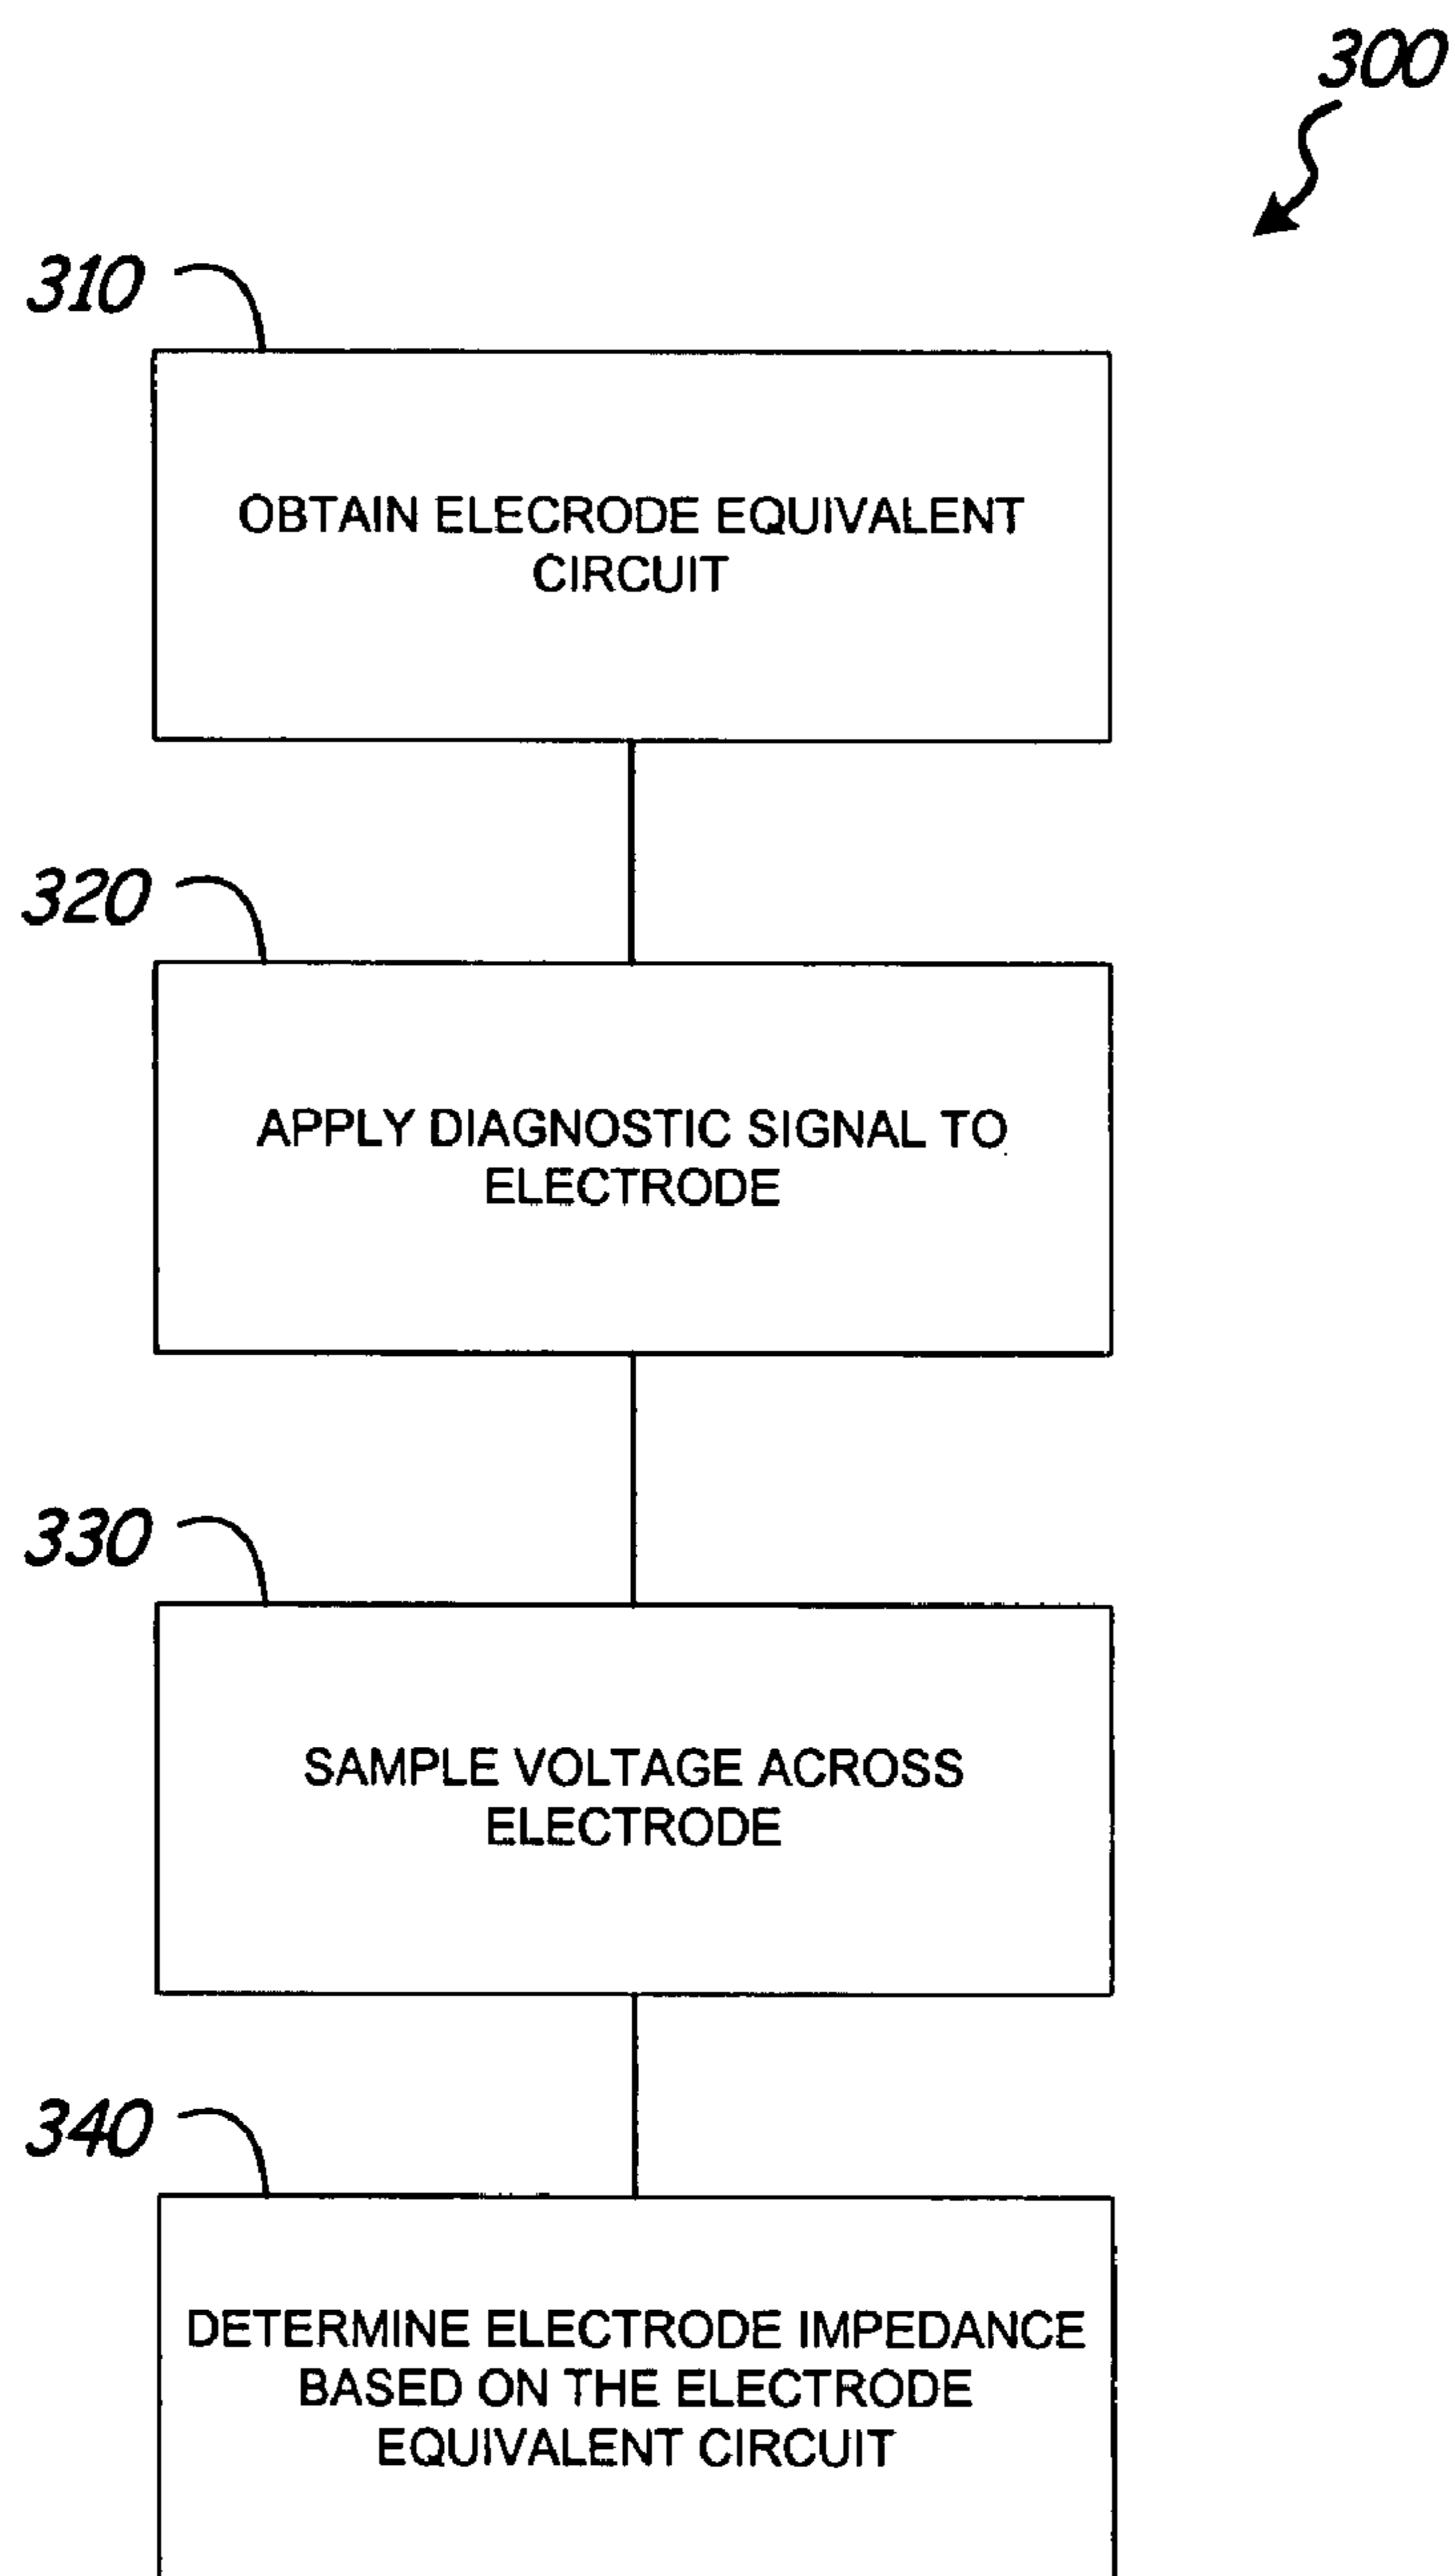 300
310
OBTAIN ELECRODE EQUIVALENT
CIRCUIT
320
APPLY DIAGNOSTIC SIGNAL TO
ELECTRODE
330
SAMPLE VOLTAGE ACROSS
ELECTRODE
340
DETERMINE ELECTRODE IMPEDANCE
BASED ON THE ELECTRODE
EQUIVALENT CIRCUIT